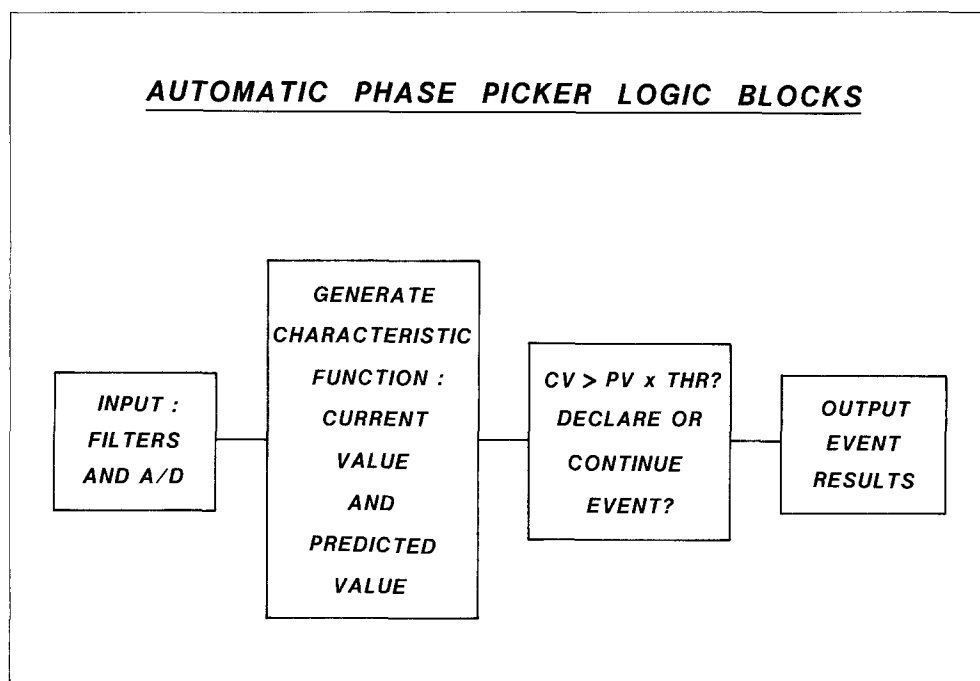 AUTOMATIC PHASE PICKER LOGIC BLOCKS
INPUT :
FILTERS
AND A/D
GENERATE
CHARACTERISTIC
FUNCTION :
CURRENT
VALUE
AND
PREDICTED
VALUE
CV > PV x THR?
DECLARE OR
CONTINUE
EVENT?
OUTPUT
EVENT
RESULTS